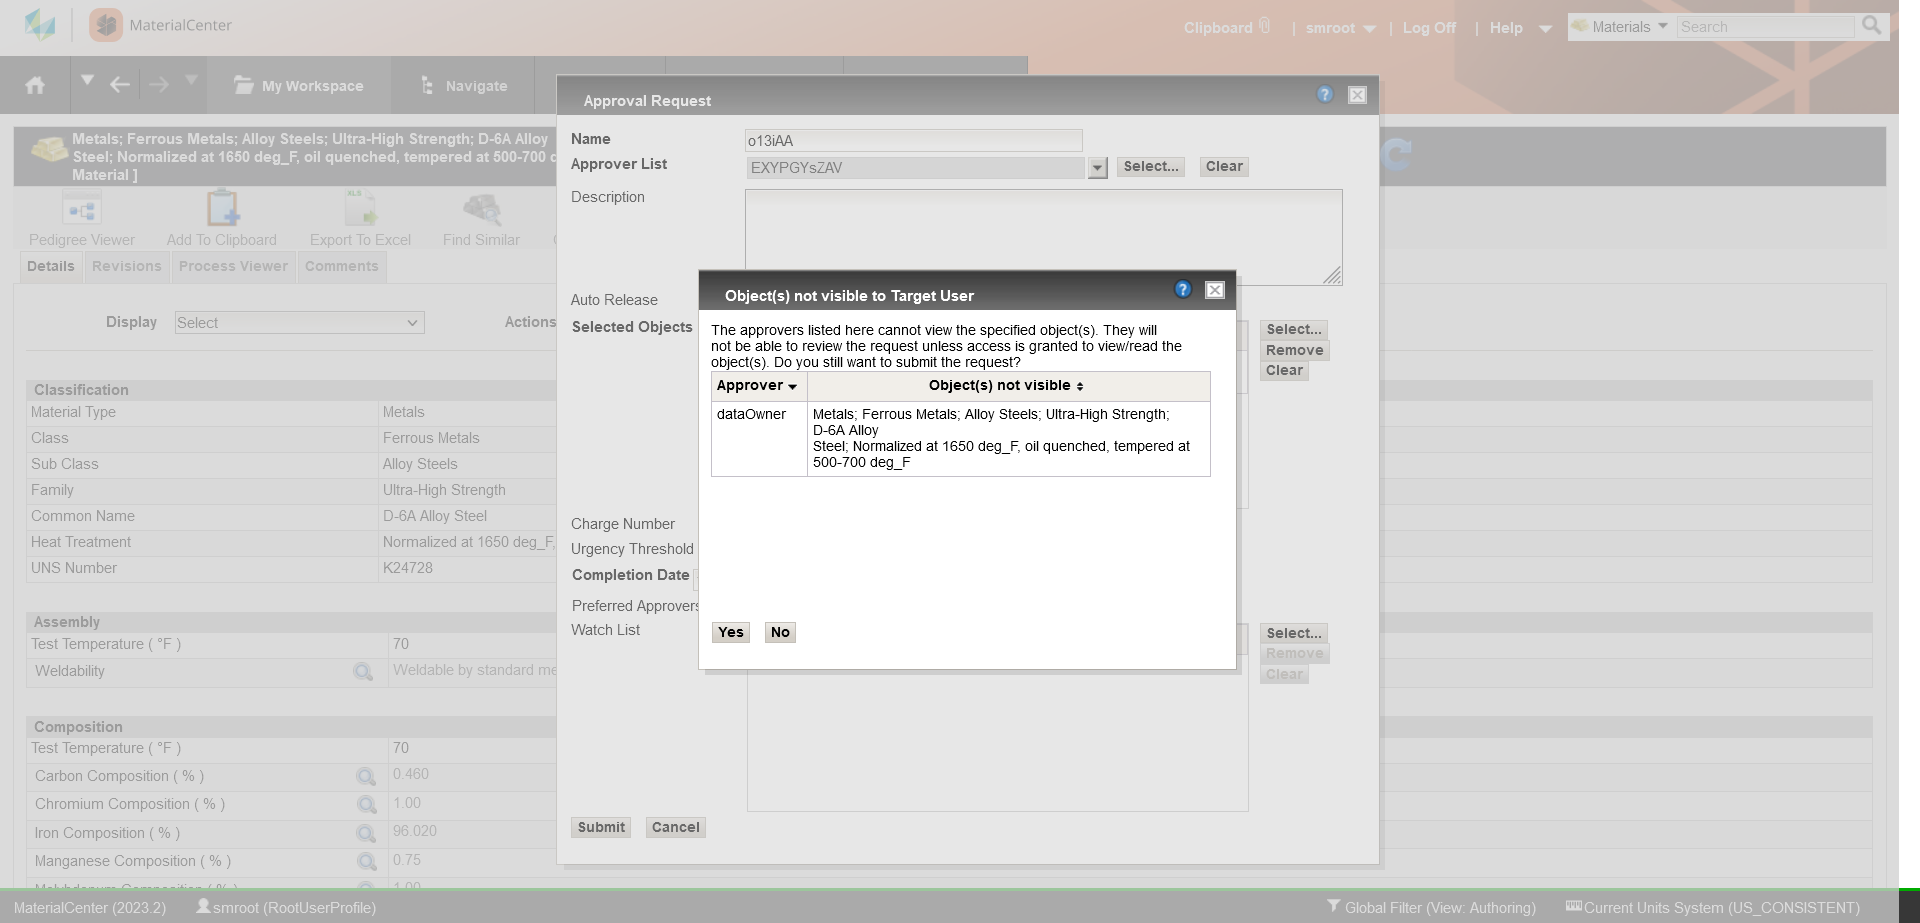 MaterialCenter
Clipboard | smroot | Log Off | Help Materials Search
My Workspace Navigate
Approval Request
Metals; Ferrous Metals; Alloy Steels; Ultra-High Strength; D-6A Alloy
Steel; Normalized at 1650 deg_F, oil quenched, tempered at 500-700
Material ]
Pedigree Viewer Add To Clipboard Export To Excel Find Similar
Details Revisions Process Viewer Comments
Display Select Actions
Classification
Material Type Metals
Class Ferrous Metals
Sub Class Alloy Steels
Family Ultra-High Strength
Common Name D-6A Alloy Steel
Heat Treatment Normalized at 1650 deg_F,
UNS Number K24728
Assembly
Test Temperature ( °F ) 70
Weldability Weldable by standard me
Composition
Test Temperature ( °F ) 70
Carbon Composition ( % ) 0.460
Chromium Composition ( % ) 1.00
Iron Composition ( % ) 96.020
Manganese Composition ( % ) 0.75
Molybdenum Composition ( % ) 1.00
Name o13iAA
Approver List EXYPGYsZAV Select... Clear
Description
Auto Release
Selected Objects Select...
Remove
Clear
Charge Number
Urgency Threshold
Completion Date
Preferred Approvers
Watch List Select...
Remove
Clear
Submit Cancel
Object(s) not visible to Target User
The approvers listed here cannot view the specified object(s). They will
not be able to review the request unless access is granted to view/read the
object(s). Do you still want to submit the request?
Approver Object(s) not visible
dataOwner Metals; Ferrous Metals; Alloy Steels; Ultra-High Strength;
D-6A Alloy
Steel; Normalized at 1650 deg_F, oil quenched, tempered at
500-700 deg_F
Yes No
MaterialCenter (2023.2) smroot (RootUserProfile) Global Filter (View: Authoring) Current Units System (US_CONSISTENT)